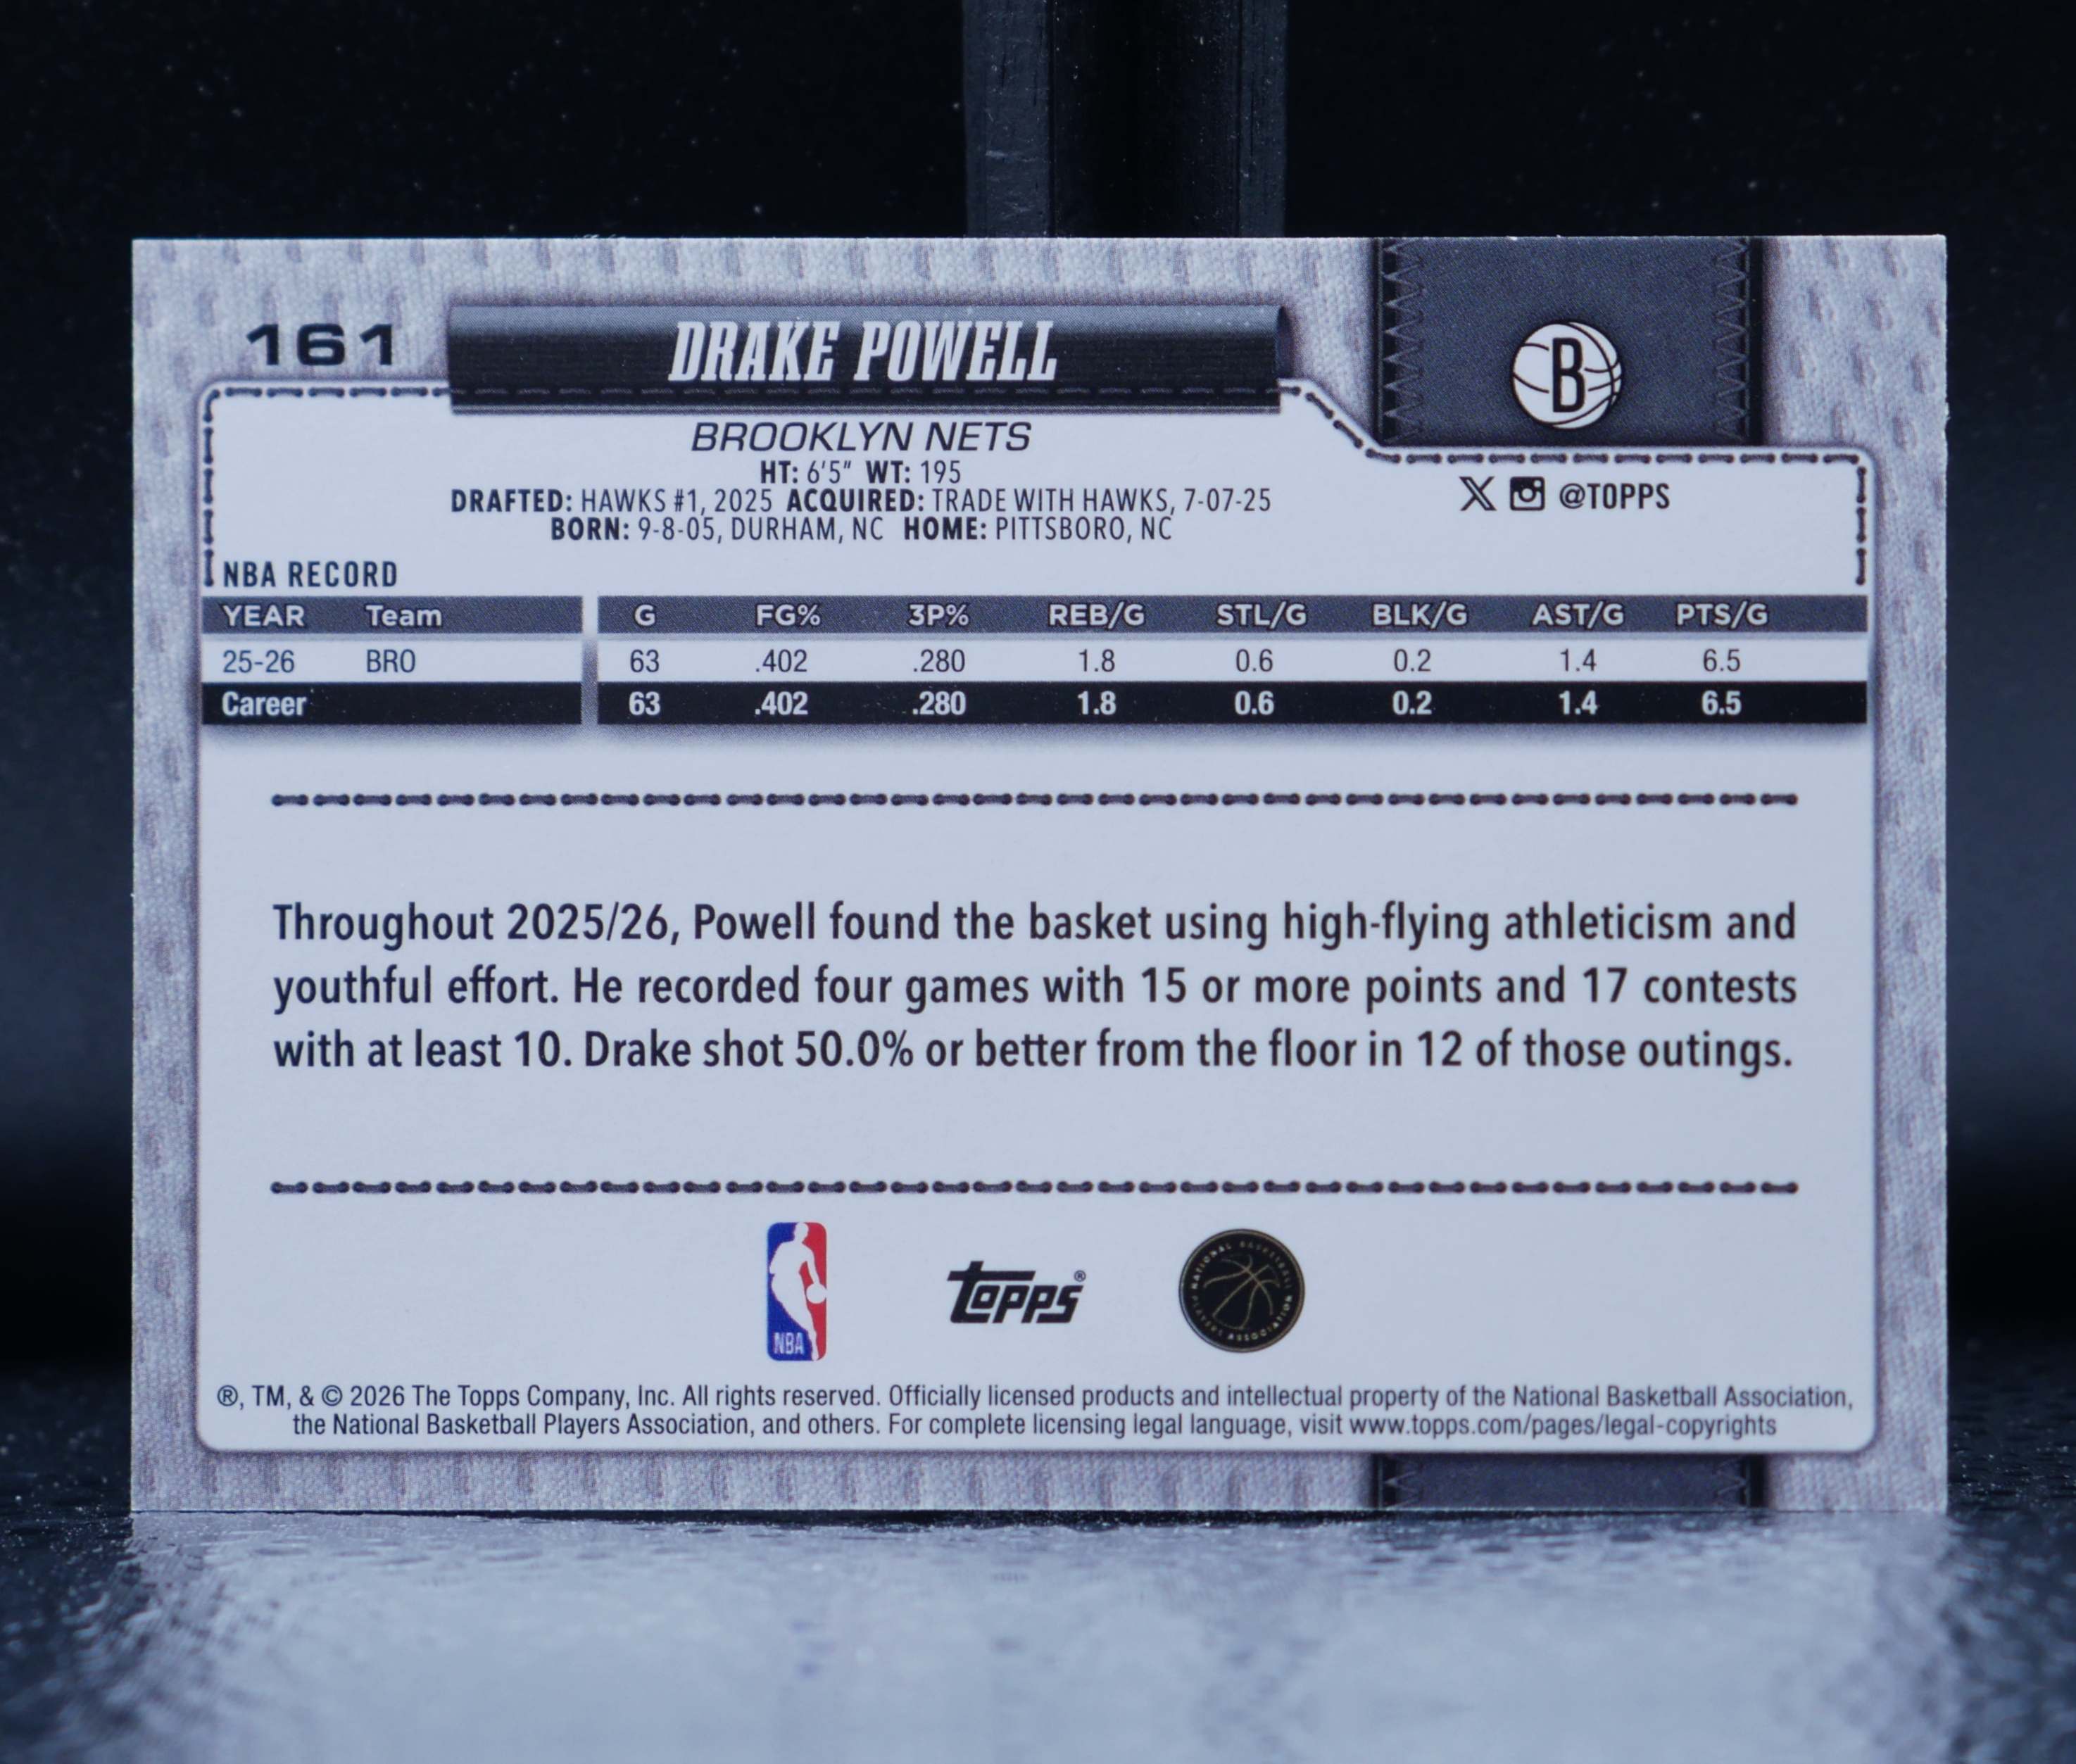 161
DRAKE POWELL
B
BROOKLYN NETS
HT: 6'5" WT: 195
DRAFTED: HAWKS #1, 2025 ACQUIRED: TRADE WITH HAWKS, 7-07-25
BORN: 9-8-05, DURHAM, NC HOME: PITTSBORO, NC
@TOPPS
NBA RECORD
YEAR Team G FG% 3P% REB/G STL/G BLK/G AST/G PTS/G
25-26 BRO 63 .402 .280 1.8 0.6 0.2 1.4 6.5
Career 63 .402 .280 1.8 0.6 0.2 1.4 6.5
Throughout 2025/26, Powell found the basket using high-flying athleticism and
youthful effort. He recorded four games with 15 or more points and 17 contests
with at least 10. Drake shot 50.0% or better from the floor in 12 of those outings.
NBA
topps®
NATIONAL BASKETBALL PLAYERS ASSOCIATION
®, TM, & © 2026 The Topps Company, Inc. All rights reserved. Officially licensed products and intellectual property of the National Basketball Association,
the National Basketball Players Association, and others. For complete licensing legal language, visit www.topps.com/pages/legal-copyrights